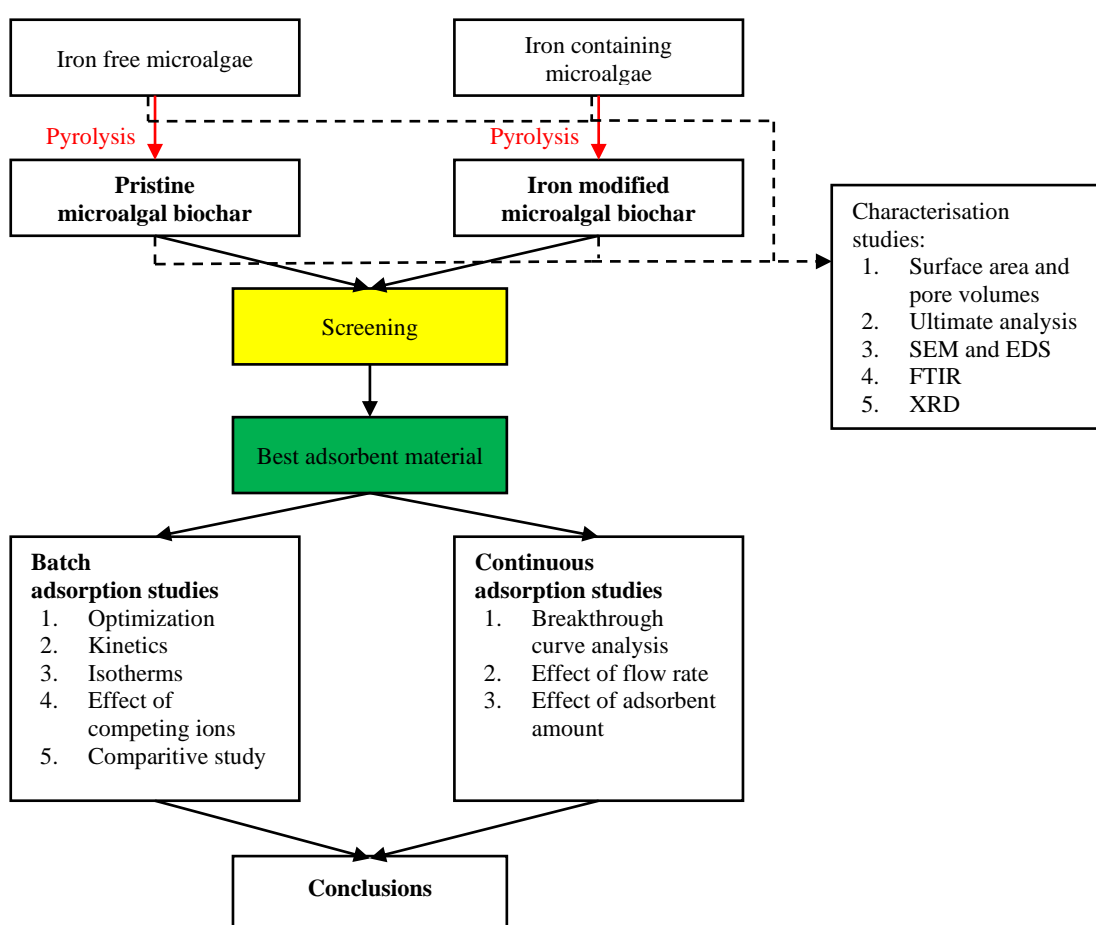 Iron free microalgae
Iron containing
microalgae
Pyrolysis
Pyrolysis
Pristine
microalgal biochar
Iron modified
microalgal biochar
Characterisation
studies:
1. Surface area and
pore volumes
2. Ultimate analysis
3. SEM and EDS
4. FTIR
5. XRD
Screening
Best adsorbent material
Batch
adsorption studies
1. Optimization
2. Kinetics
3. Isotherms
4. Effect of
competing ions
5. Comparitive study
Continuous
adsorption studies
1. Breakthrough
curve analysis
2. Effect of flow rate
3. Effect of adsorbent
amount
Conclusions